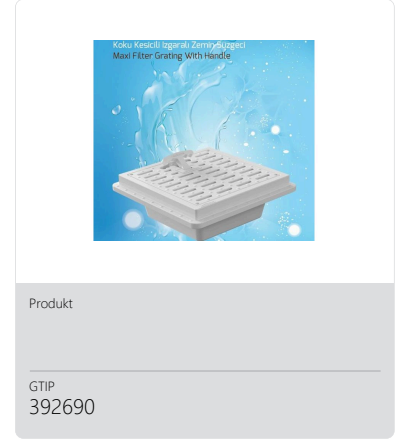 Koku Kesicili Izgaralı Zemin Süzgeci
Maxi Filter Grating With Handle
Produkt
GTIP
392690